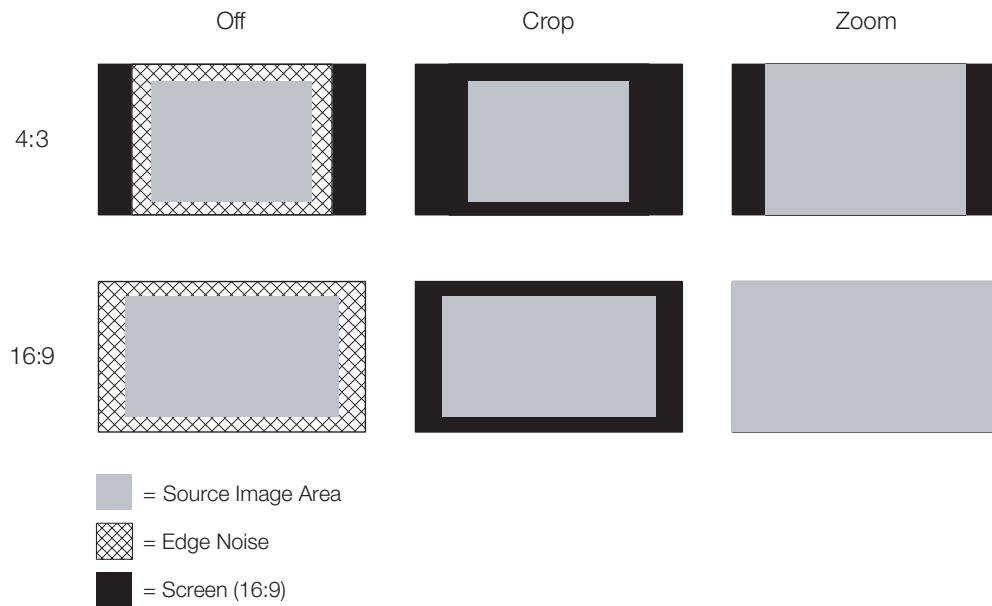 Off Crop Zoom
4:3
16:9
= Source Image Area
= Edge Noise
= Screen (16:9)